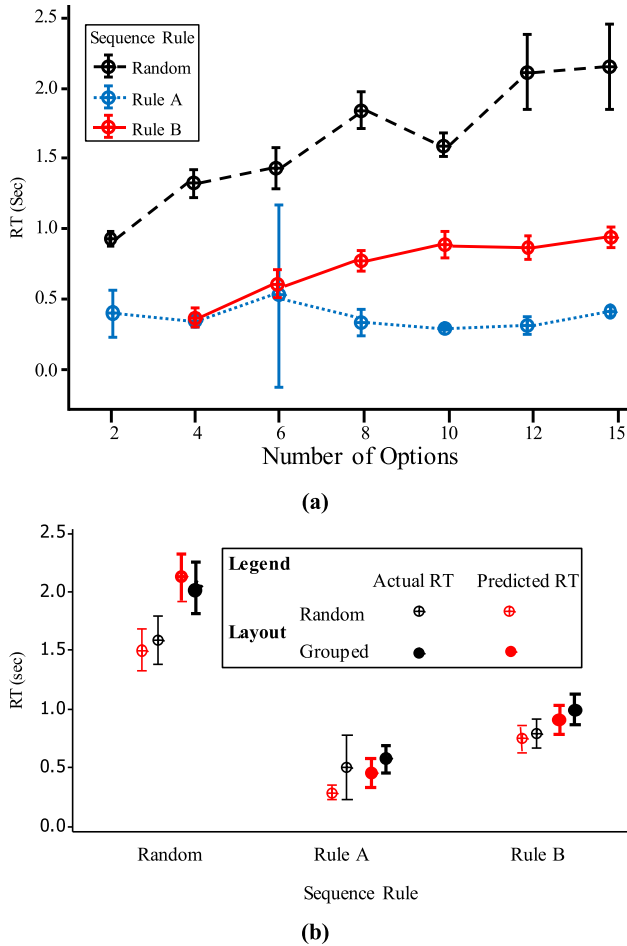 2.5
Sequence Rule
Random
Rule A
Rule B
2.0
1.5
1.0
0.5
0.0
RT (Sec)
2 4 6 8 10 12 15
Number of Options
(a)
2.5
2.0
1.5
1.0
0.5
0.0
RT (sec)
Legend
Actual RT Predicted RT
Random
Layout
Grouped
Random Rule A Rule B
Sequence Rule
(b)